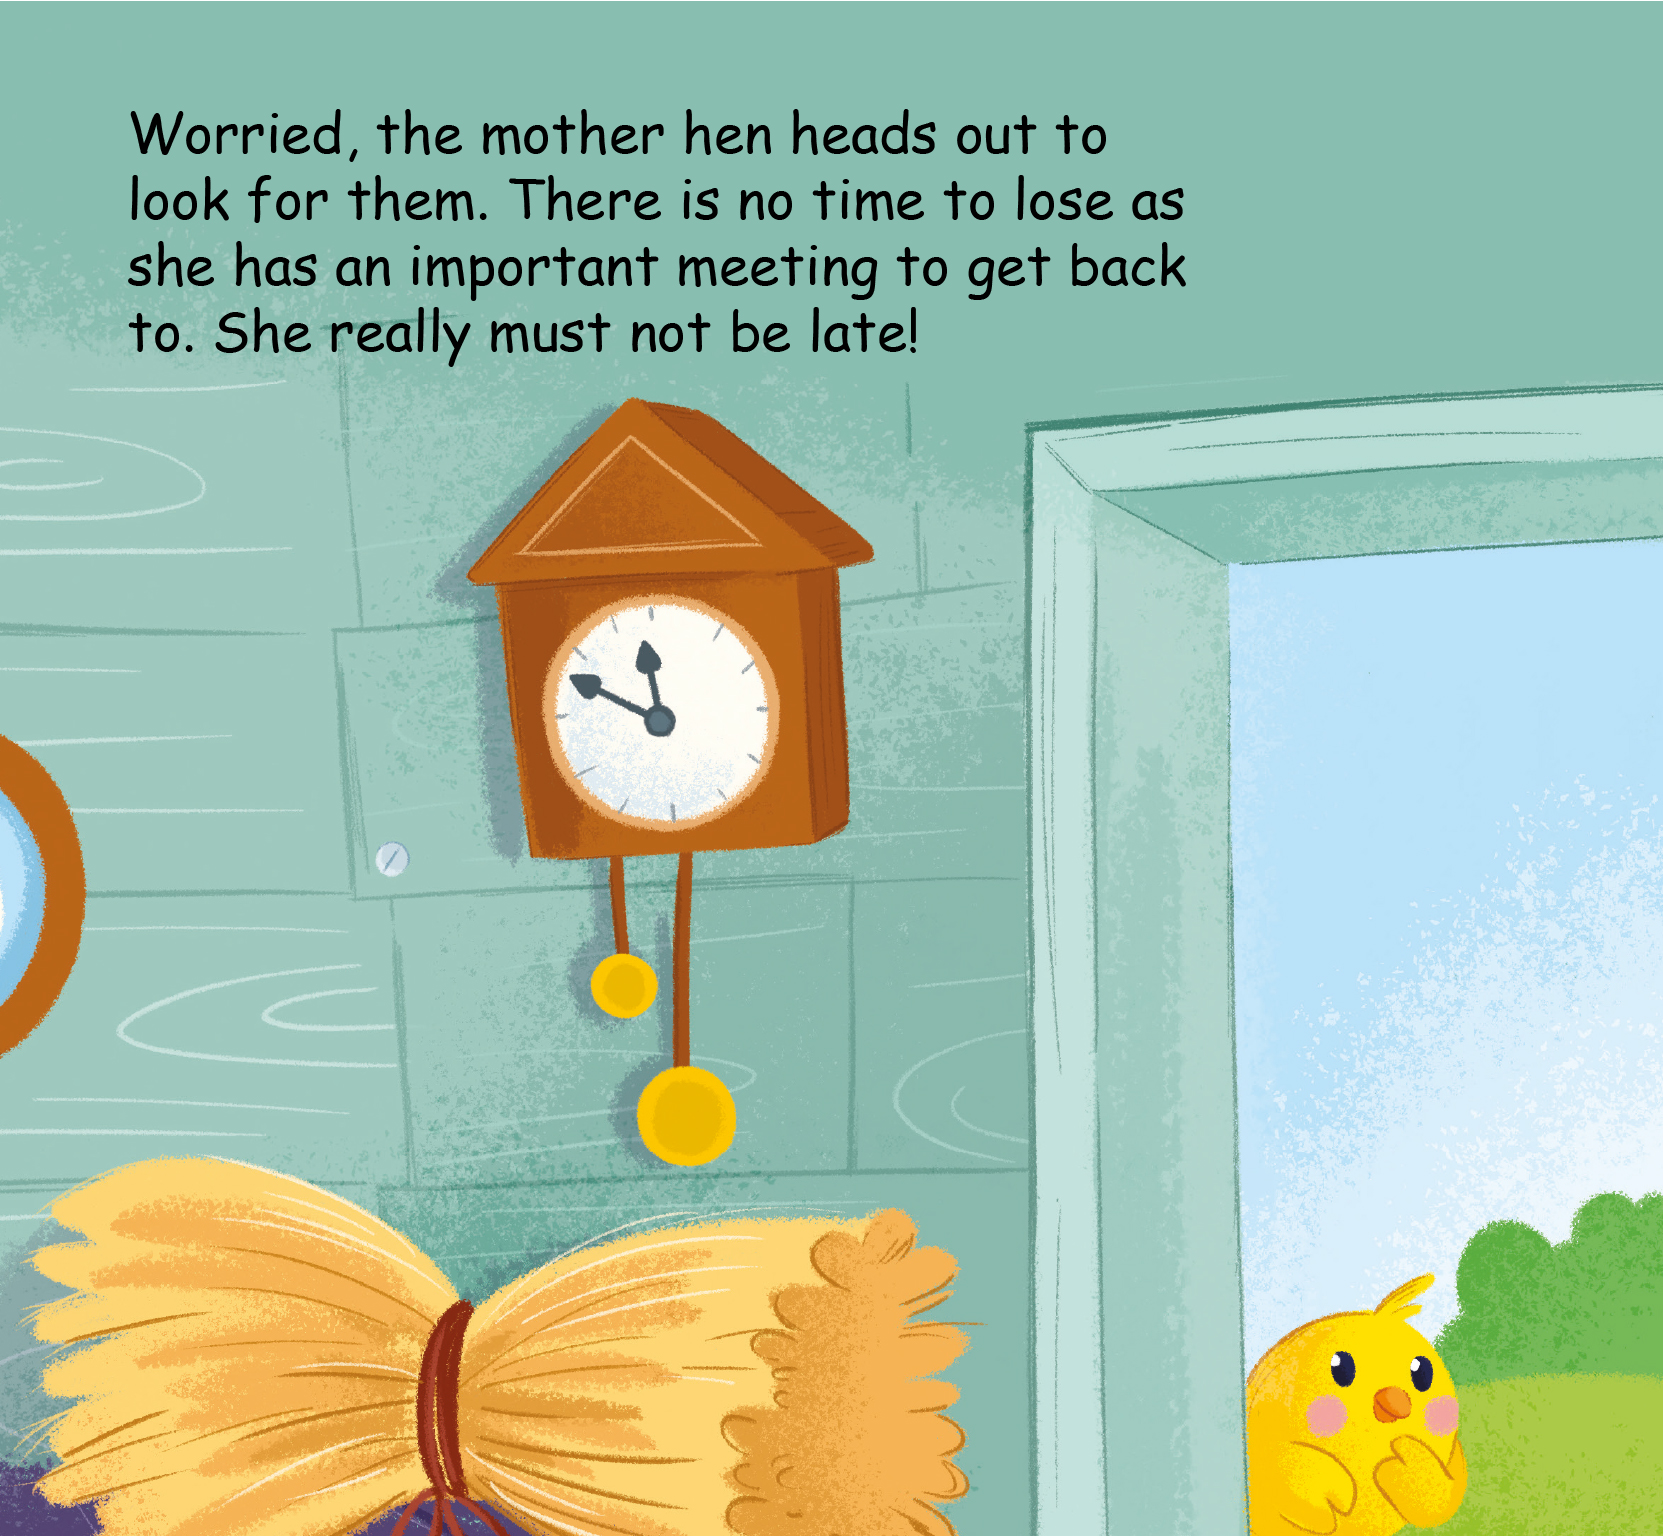 Worried, the mother hen heads out to
look for them. There is no time to lose as
she has an important meeting to get back
to. She really must not be late!